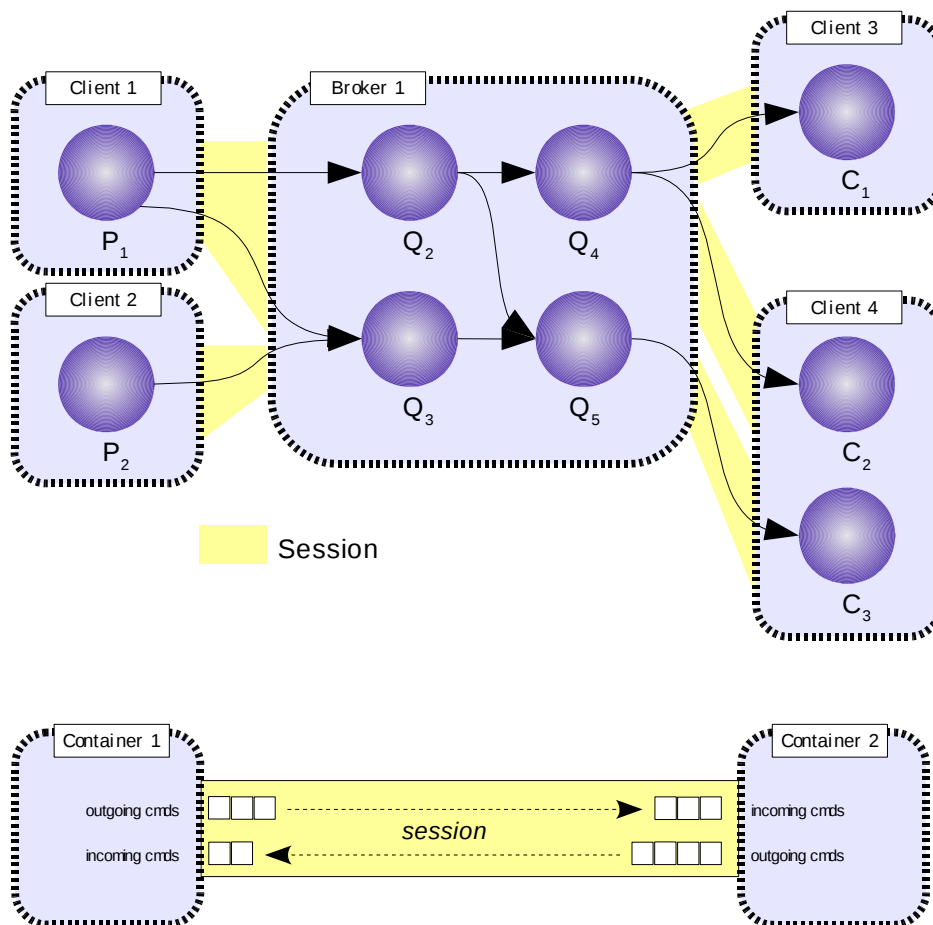 Client 3
Client 1
Broker 1
C1
P1
Q2
Q4
Client 2
Client 4
Q3
Q5
P2
C2
Session
C3
Container 1
Container 2
outgoing cmds
incoming cmds
session
incoming cmds
outgoing cmds